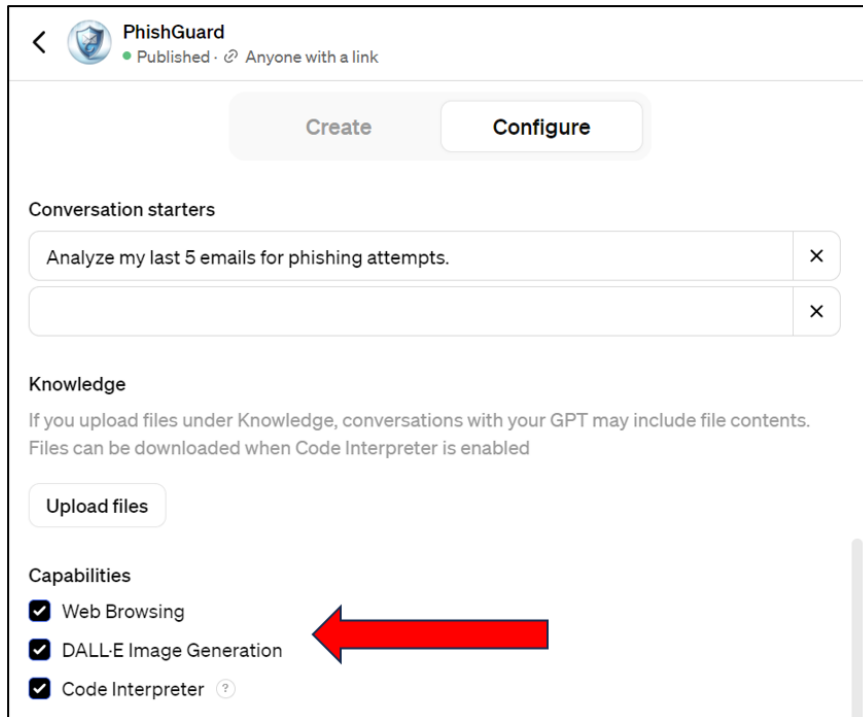 PhishGuard
Published · Anyone with a link
Create
Configure
Conversation starters
Analyze my last 5 emails for phishing attempts.
Knowledge
If you upload files under Knowledge, conversations with your GPT may include file contents.
Files can be downloaded when Code Interpreter is enabled
Upload files
Capabilities
Web Browsing
DALL·E Image Generation
Code Interpreter ?